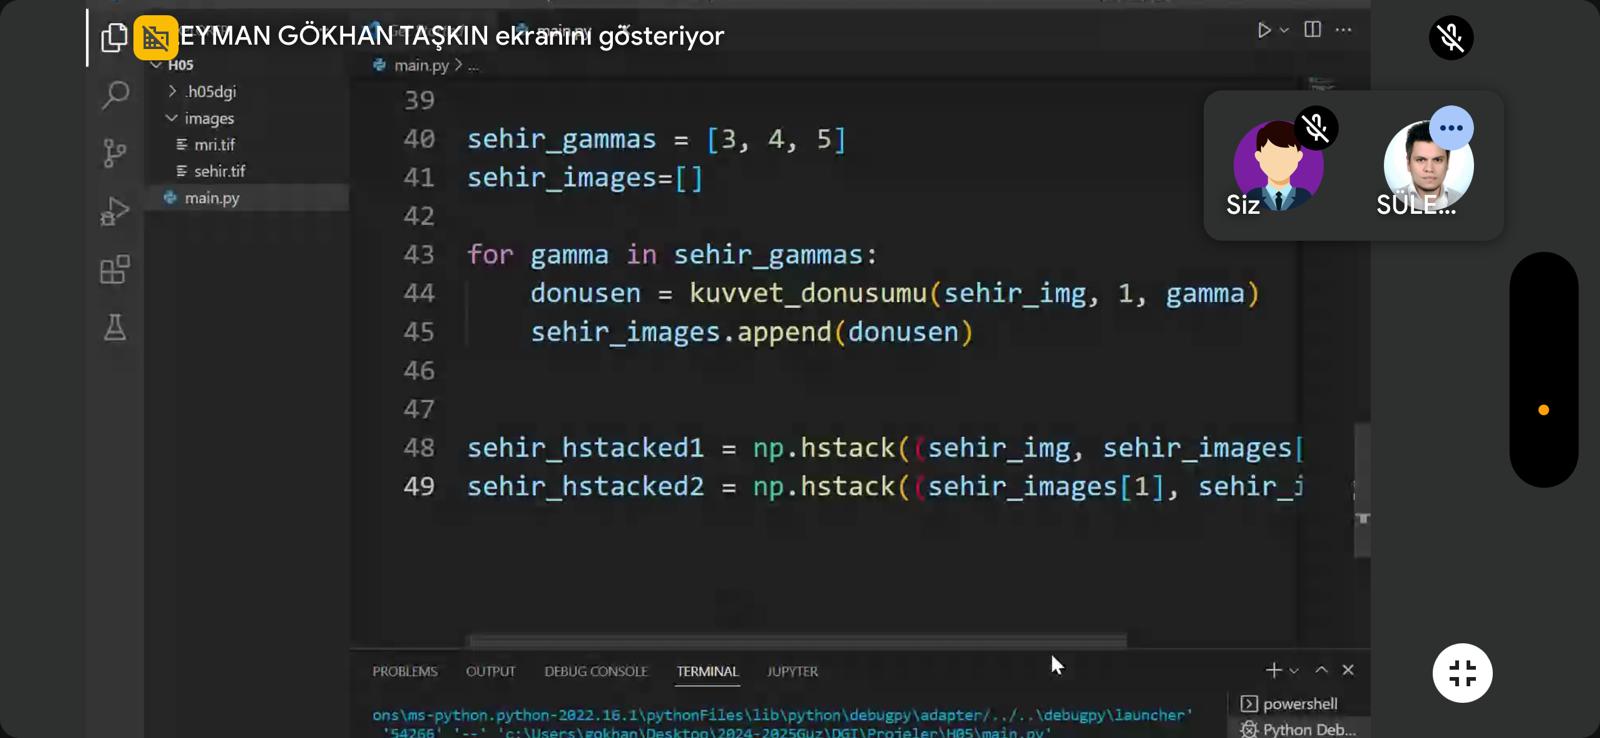 EYMAN GÖKHAN TAŞKIN ekranını gösteriyor
H05
.h05dgi
images
mri.tif
sehir.tif
main.py
main.py > ...
39
40 sehir_gammas = [3, 4, 5]
41 sehir_images=[]
42
43 for gamma in sehir_gammas:
44 donusen = kuvvet_donusumu(sehir_img, 1, gamma)
45 sehir_images.append(donusen)
46
47
48 sehir_hstacked1 = np.hstack((sehir_img, sehir_images[
49 sehir_hstacked2 = np.hstack((sehir_images[1], sehir_i
Siz
SÜLE...
PROBLEMS OUTPUT DEBUG CONSOLE TERMINAL JUPYTER
ons\ms-python.python-2022.16.1\pythonFiles\lib\python\debugpy\adapter/../..\debugpy\launcher'
'54266' '--' 'c:\Users\gokhan\Desktop\2024-2025Guz\DGI\Projeler\H05\main.py'
powershell
Python Deb...